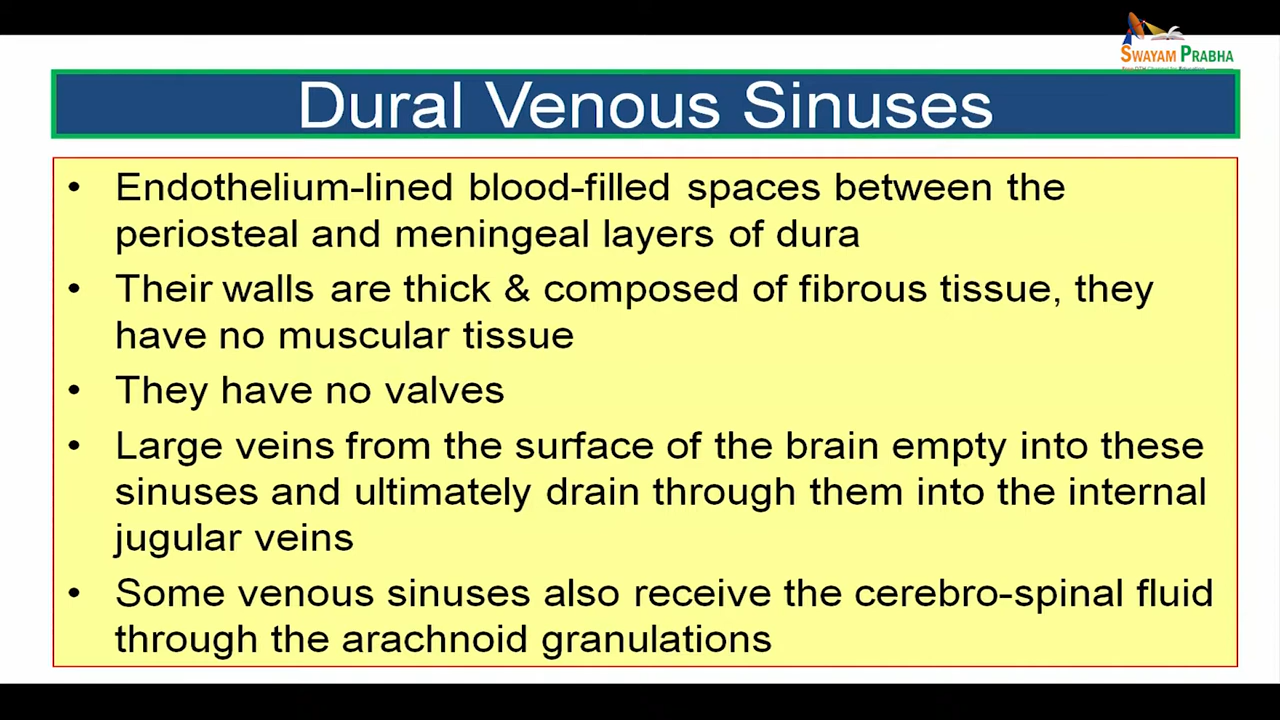 SWAYAM PRABHA
Dural Venous Sinuses
• Endothelium-lined blood-filled spaces between the
periosteal and meningeal layers of dura
• Their walls are thick & composed of fibrous tissue, they
have no muscular tissue
• They have no valves
• Large veins from the surface of the brain empty into these
sinuses and ultimately drain through them into the internal
jugular veins
• Some venous sinuses also receive the cerebro-spinal fluid
through the arachnoid granulations